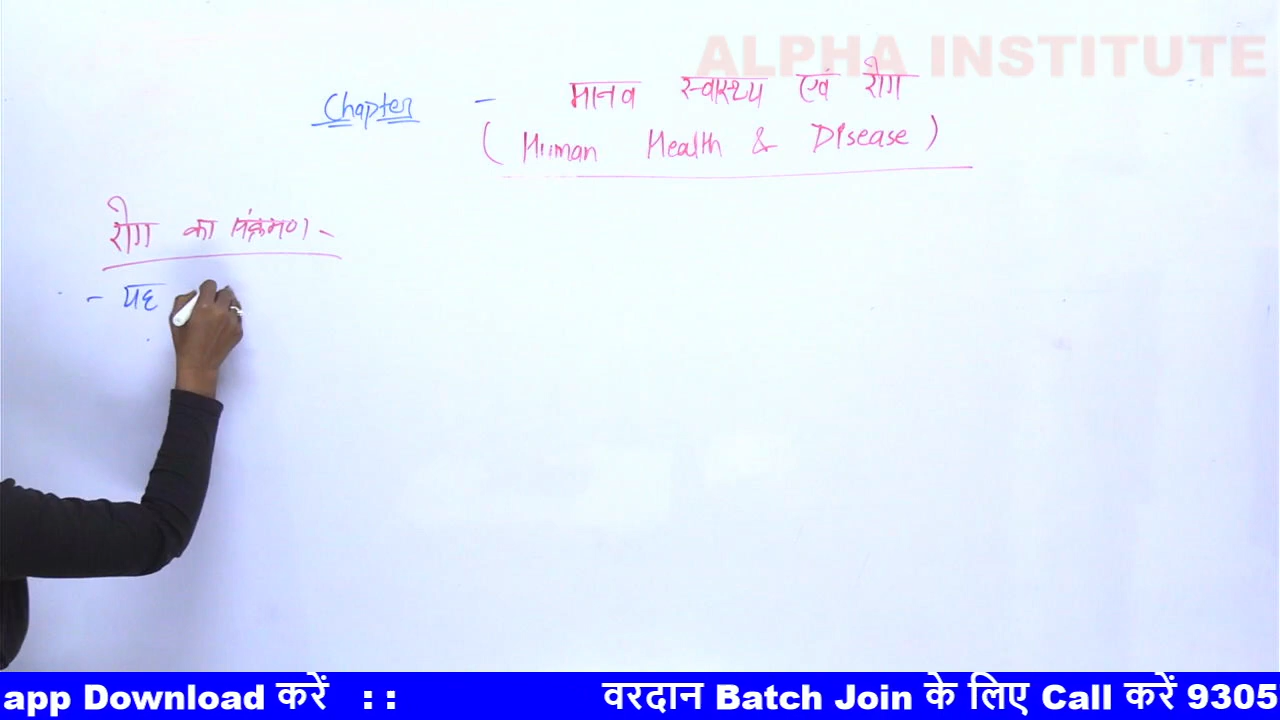 ALPHA INSTITUTE
Chapter - मानव स्वास्थ्य एवं रोग
( Human Health & Disease )
रोग का संक्रमण -
- यह
app Download करें : : वरदान Batch Join के लिए Call करें 9305